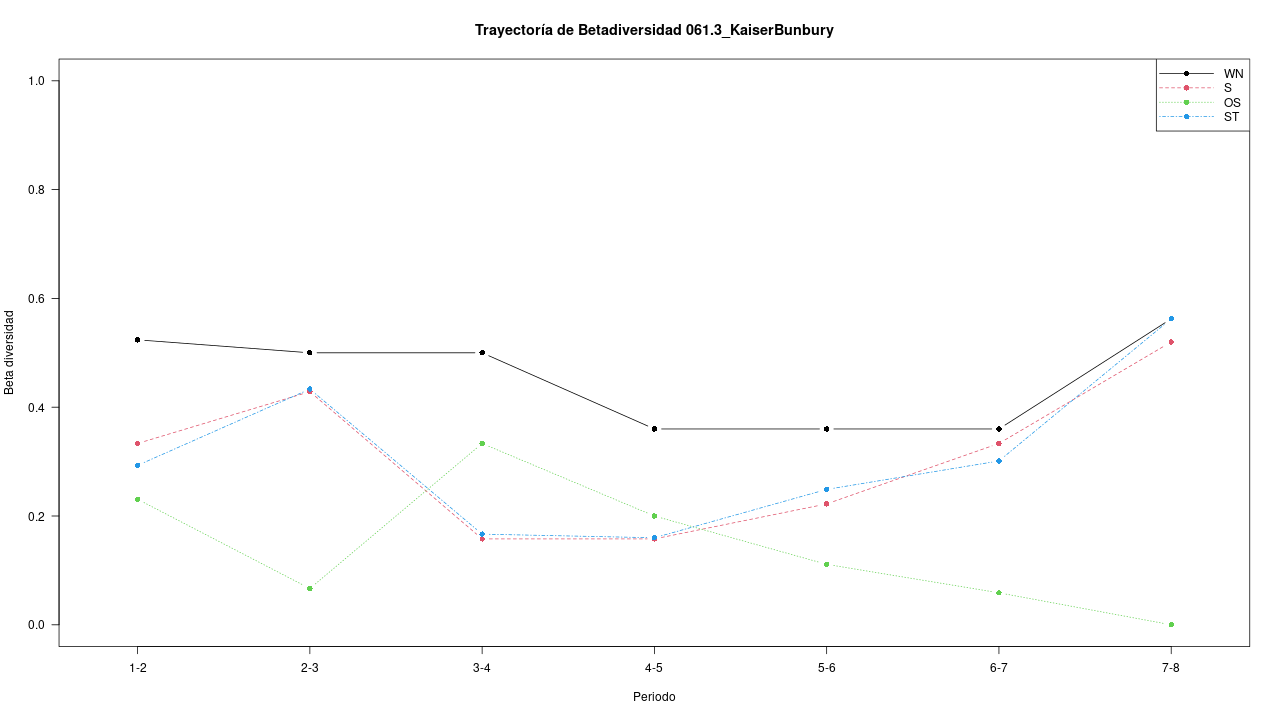 Trayectoría de Betadiversidad 061.3_KaiserBunbury
WN
S
OS
ST
1.0
0.8
0.6
0.4
0.2
0.0
Beta diversidad
1-2 2-3 3-4 4-5 5-6 6-7 7-8
Periodo